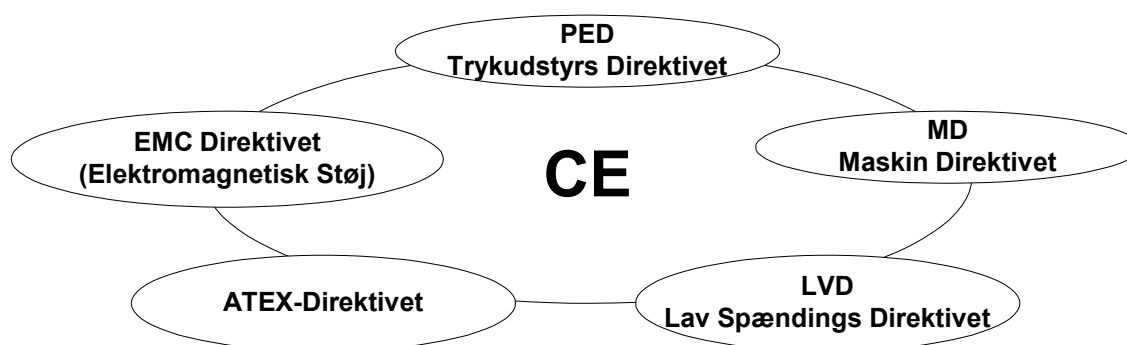 PED
Trykudstyrs Direktivet
EMC Direktivet
(Elektromagnetisk Støj)
CE
MD
Maskin Direktivet
ATEX-Direktivet
LVD
Lav Spændings Direktivet